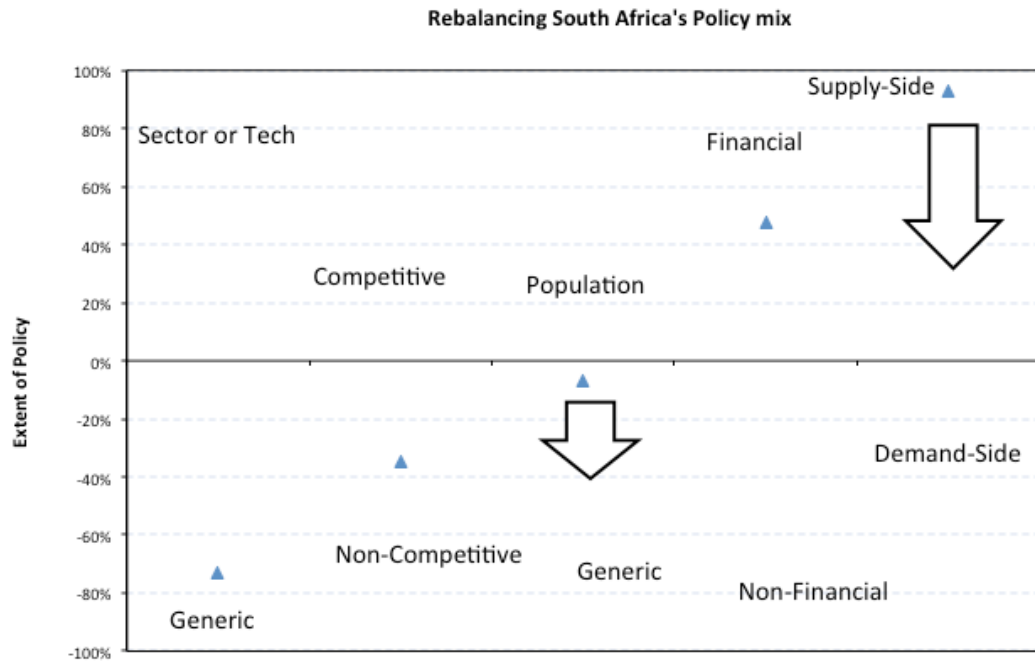 Rebalancing South Africa's Policy mix
Extent of Policy
100%
80%
60%
40%
20%
0%
-20%
-40%
-60%
-80%
-100%
Supply-Side
Sector or Tech
Financial
Competitive
Population
Demand-Side
Non-Competitive
Generic
Non-Financial
Generic